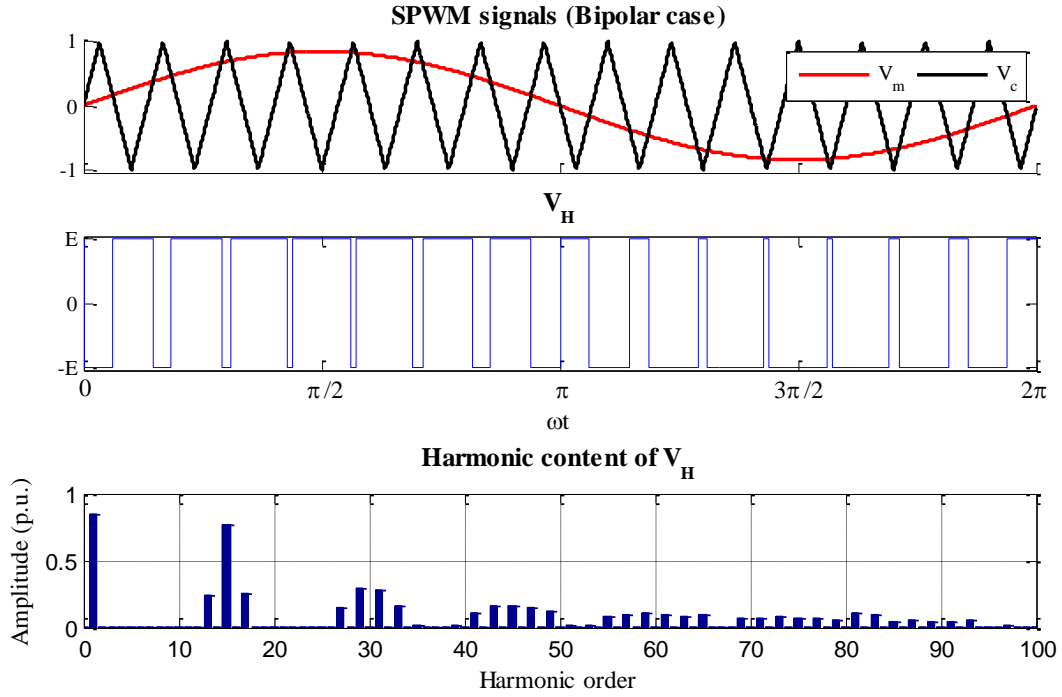 SPWM signals (Bipolar case)
1
0
-1
V_m V_c
V_H
E
0
-E
0 π/2 π 3π/2 2π
ωt
Harmonic content of V_H
Amplitude (p.u.)
1
0.5
0
0 10 20 30 40 50 60 70 80 90 100
Harmonic order